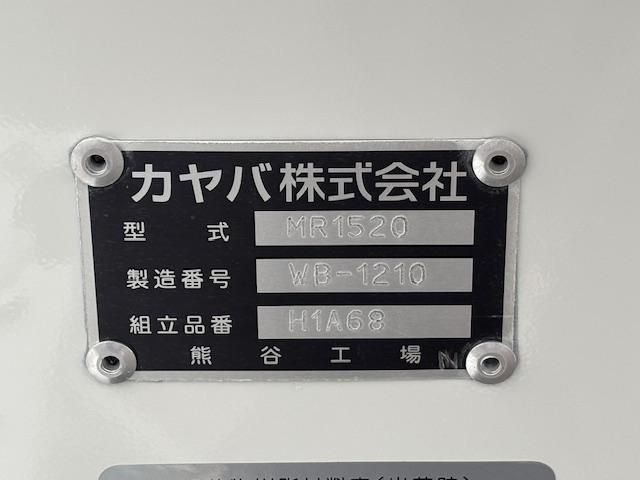 カヤバ株式会社
型式 MR1520
製造番号 WB-1210
組立品番 H1A68
熊谷工場